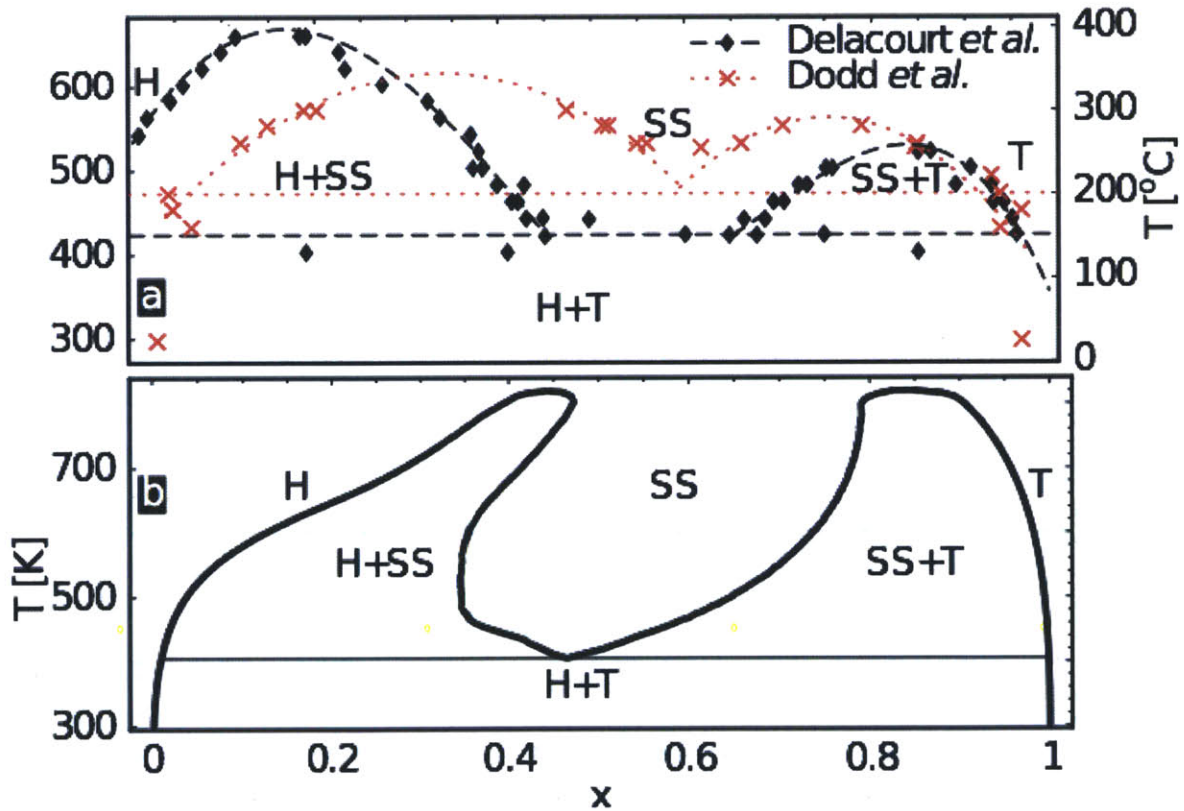 Delacourt et al.
Dodd et al.
H
SS
T
H+SS
SS+T
H+T
a
600
500
400
300
400
300
200
100
0
T [°C]
b
H
SS
T
H+SS
SS+T
H+T
T [K]
700
500
300
0
0.2
0.4
0.6
0.8
1
x